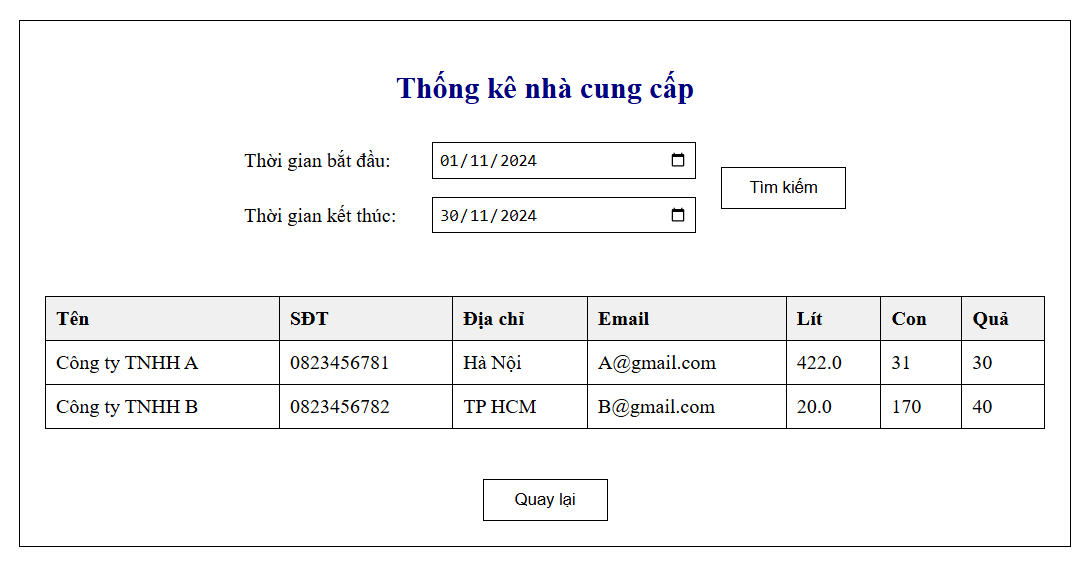 Thống kê nhà cung cấp
Thời gian bắt đầu: 01/11/2024
Tìm kiếm
Thời gian kết thúc: 30/11/2024
Tên SĐT Địa chỉ Email Lít Con Quả
Công ty TNHH A 0823456781 Hà Nội A@gmail.com 422.0 31 30
Công ty TNHH B 0823456782 TP HCM B@gmail.com 20.0 170 40
Quay lại